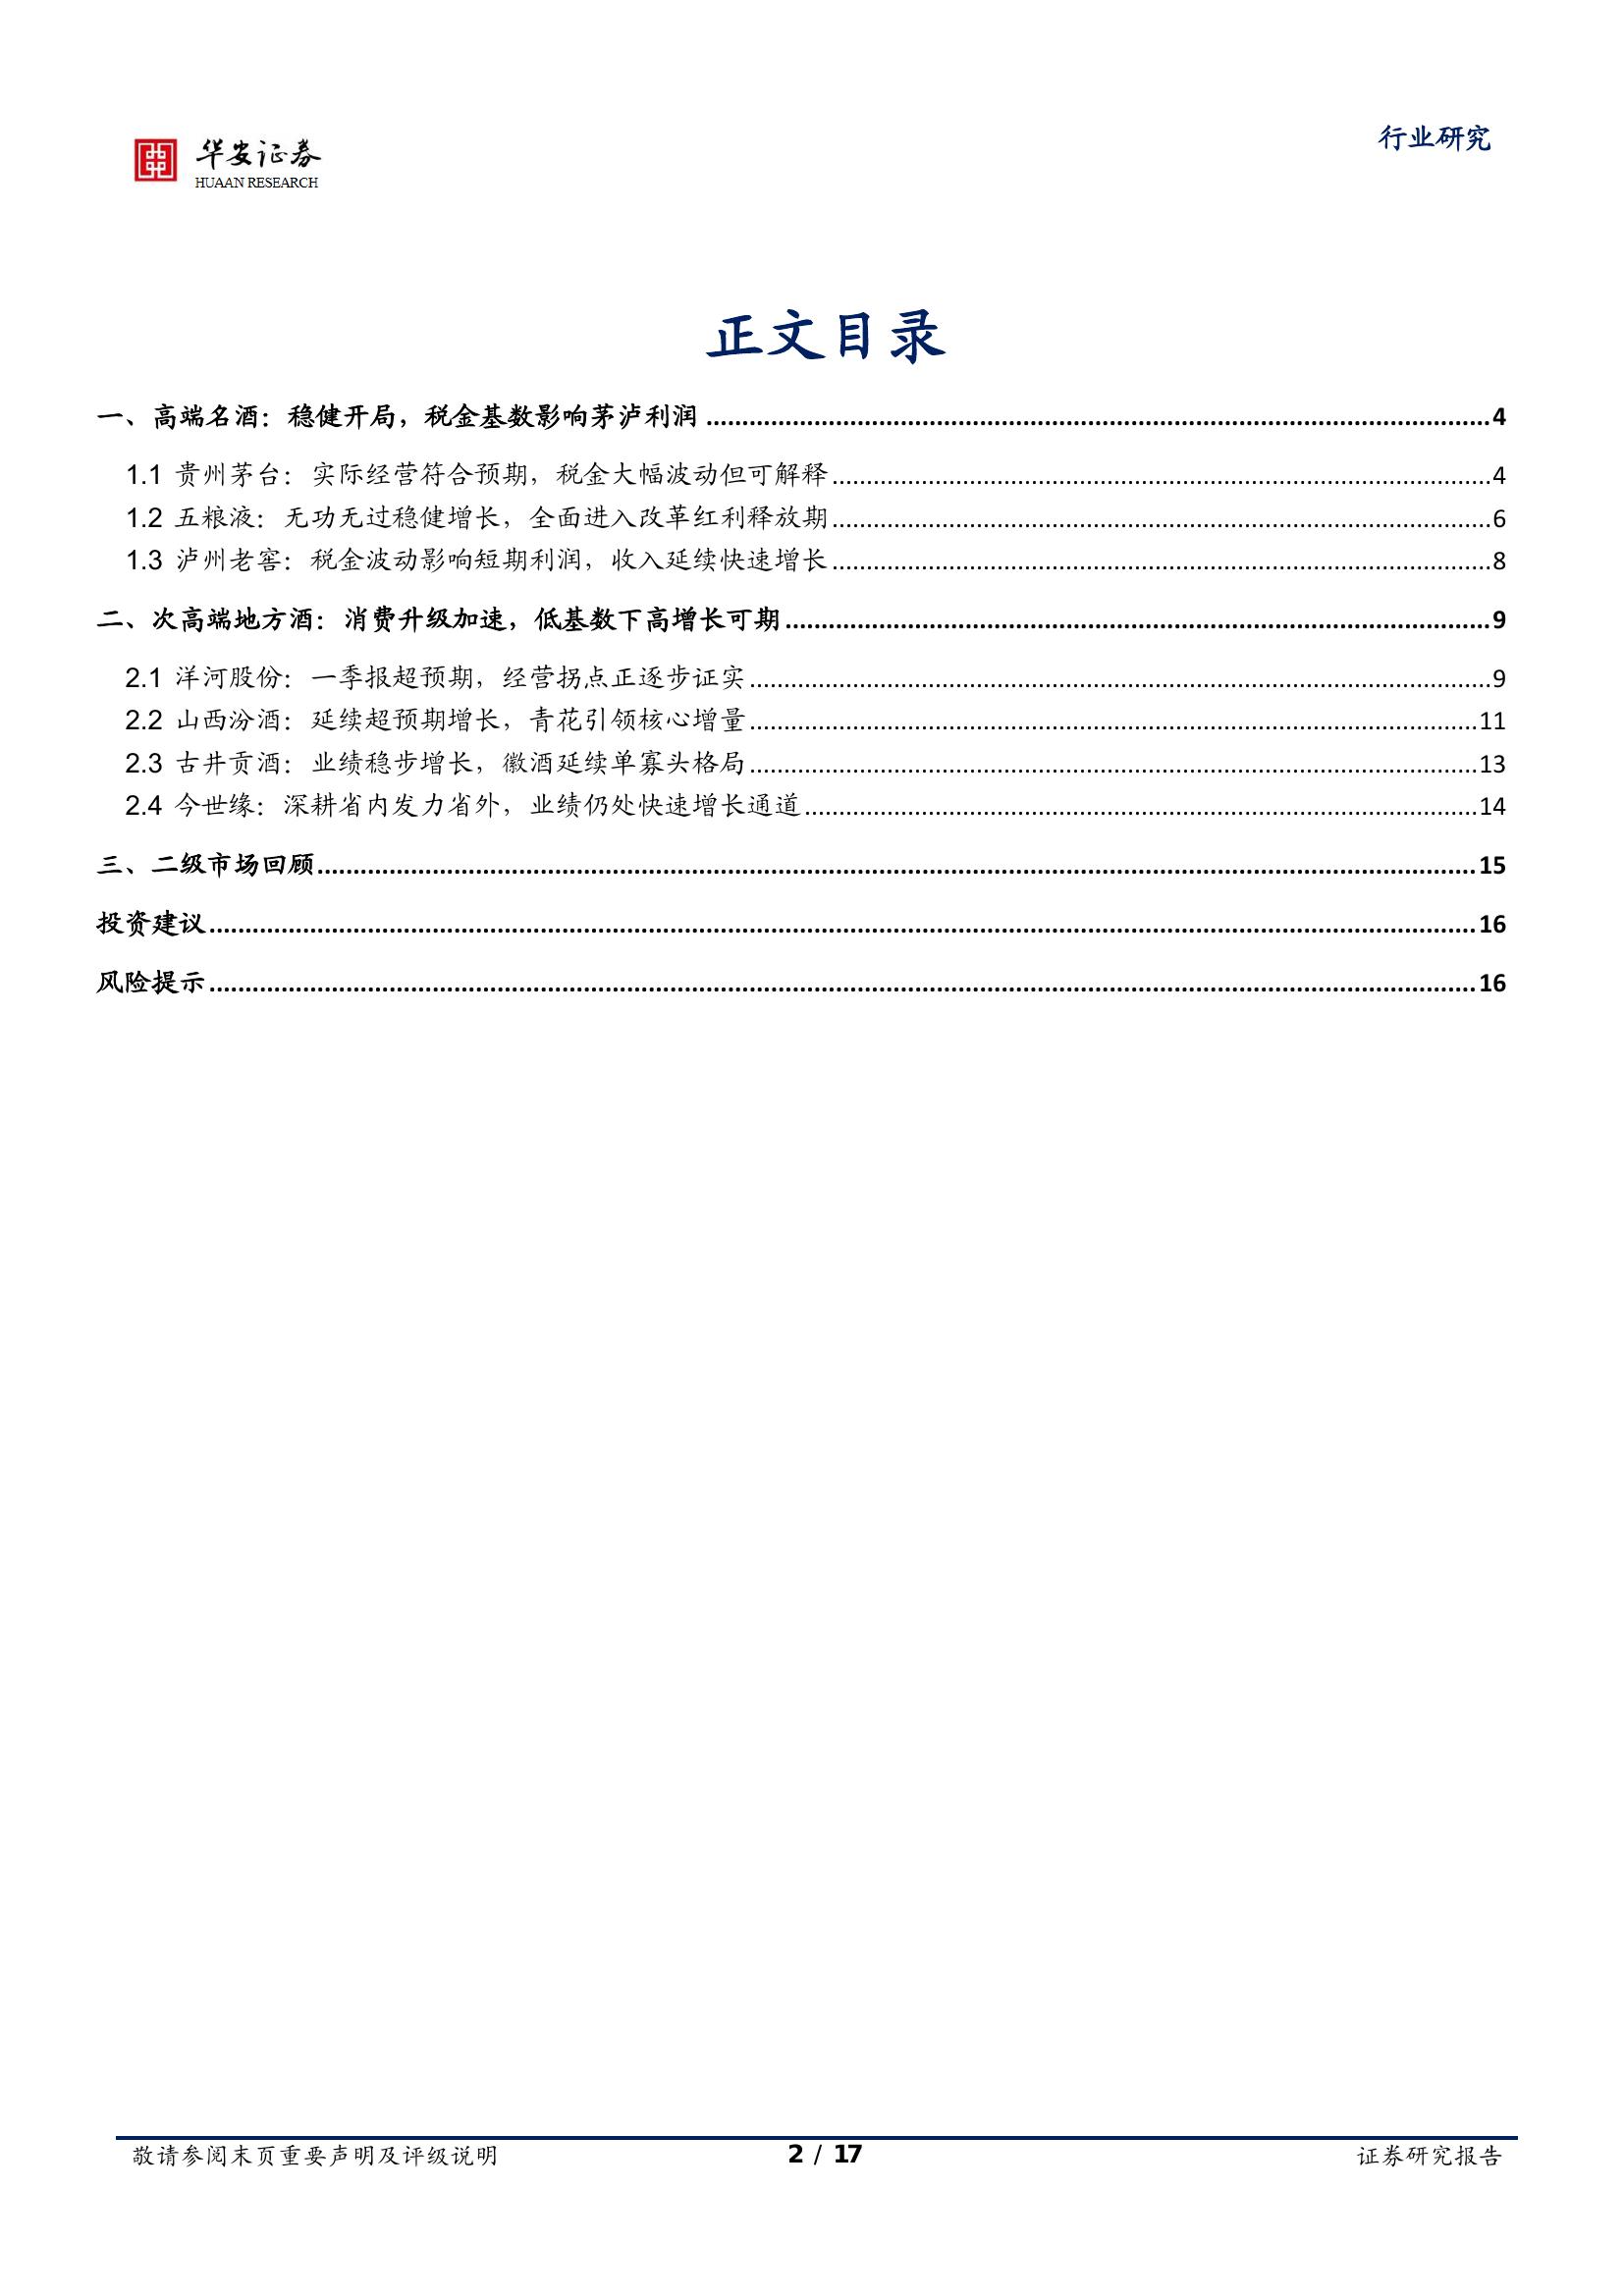 华安证券
HUAAN RESEARCH
行业研究
正文目录
一、高端名酒：稳健开局，税金基数影响茅泸利润 ........ 4
1.1 贵州茅台：实际经营符合预期，税金大幅波动但可解释 ........ 4
1.2 五粮液：无功无过稳健增长，全面进入改革红利释放期 ........ 6
1.3 泸州老窖：税金波动影响短期利润，收入延续快速增长 ........ 8
二、次高端地方酒：消费升级加速，低基数下高增长可期 ........ 9
2.1 洋河股份：一季报超预期，经营拐点正逐步证实 ........ 9
2.2 山西汾酒：延续超预期增长，青花引领核心增量 ........ 11
2.3 古井贡酒：业绩稳步增长，徽酒延续单寡头格局 ........ 13
2.4 今世缘：深耕省内发力省外，业绩仍处快速增长通道 ........ 14
三、二级市场回顾 ........ 15
投资建议 ........ 16
风险提示 ........ 16
敬请参阅末页重要声明及评级说明
2 / 17
证券研究报告